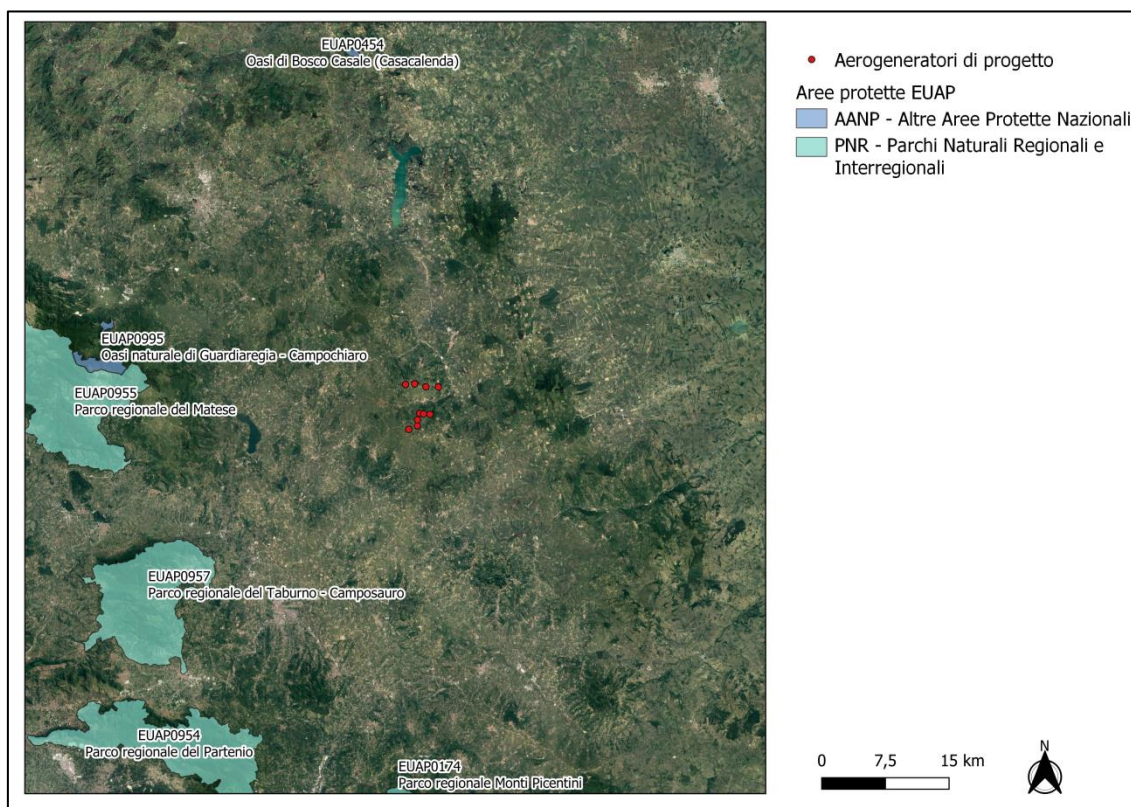 EUAP0454
Oasi di Bosco Casale (Casacalenda)
EUAP0995
Oasi naturale di Guardiaregia - Campochiaro
EUAP0955
Parco regionale del Matese
EUAP0957
Parco regionale del Taburno - Camposauro
EUAP0954
Parco regionale del Partenio
EUAP0174
Parco regionale Monti Picentini
Aerogeneratori di progetto
Aree protette EUAP
AANP - Altre Aree Protette Nazionali
PNR - Parchi Naturali Regionali e
Interregionali
0 7,5 15 km
N